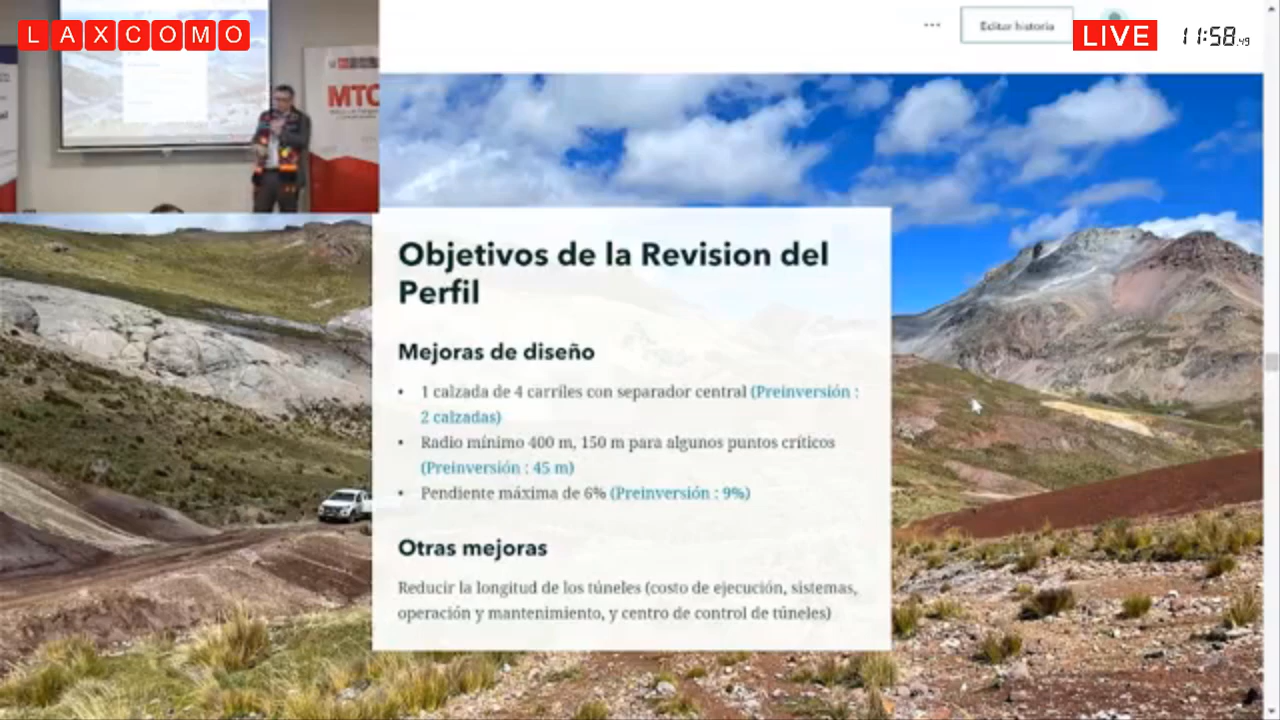 LAXCOMO
Editar historia
LIVE
11:58.49
MTC
Objetivos de la Revision del
Perfil
Mejoras de diseño
• 1 calzada de 4 carriles con separador central (Preinversión :
2 calzadas)
• Radio mínimo 400 m, 150 m para algunos puntos críticos
(Preinversión : 45 m)
• Pendiente máxima de 6% (Preinversión : 9%)
Otras mejoras
Reducir la longitud de los túneles (costo de ejecución, sistemas,
operación y mantenimiento, y centro de control de túneles)